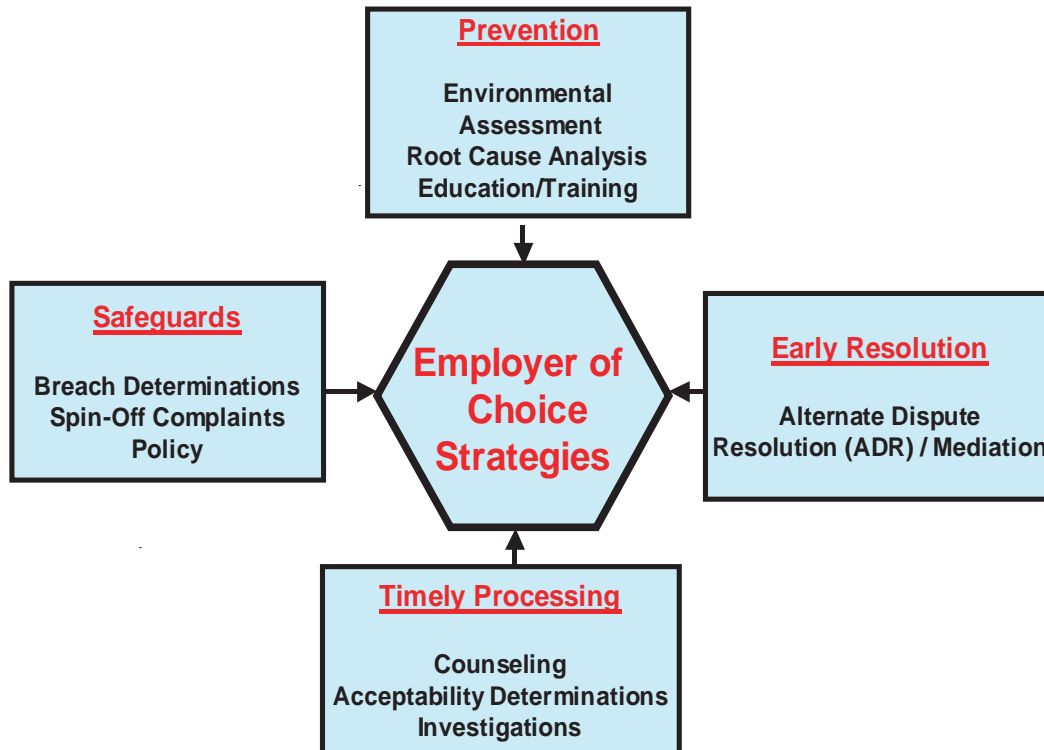 Prevention
Environmental
Assessment
Root Cause Analysis
Education/Training
Safeguards
Breach Determinations
Spin-Off Complaints
Policy
Employer of
Choice
Strategies
Early Resolution
Alternate Dispute
Resolution (ADR) / Mediation
Timely Processing
Counseling
Acceptability Determinations
Investigations